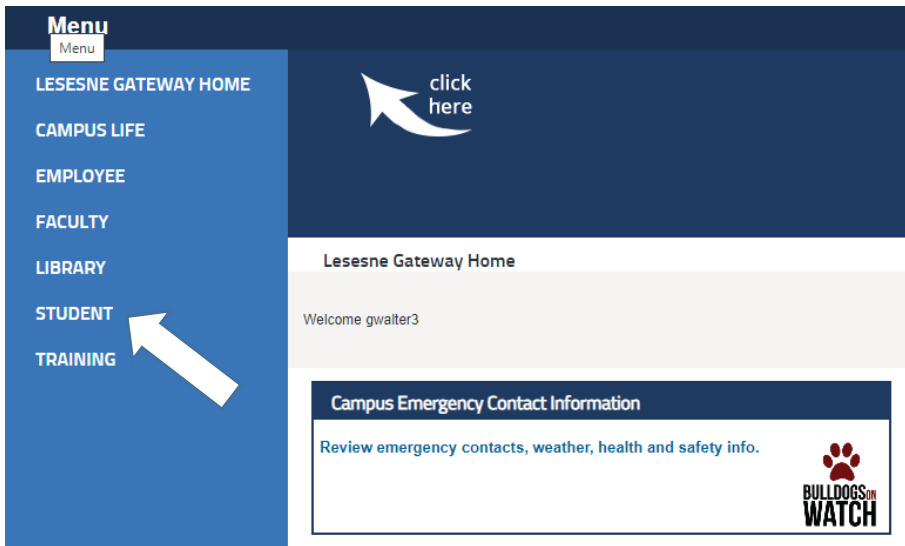 Menu
Menu
LESESNE GATEWAY HOME
CAMPUS LIFE
EMPLOYEE
FACULTY
LIBRARY
STUDENT
TRAINING
click
here
Lesesne Gateway Home
Welcome gwalter3
Campus Emergency Contact Information
Review emergency contacts, weather, health and safety info.
BULLDOGS ON
WATCH